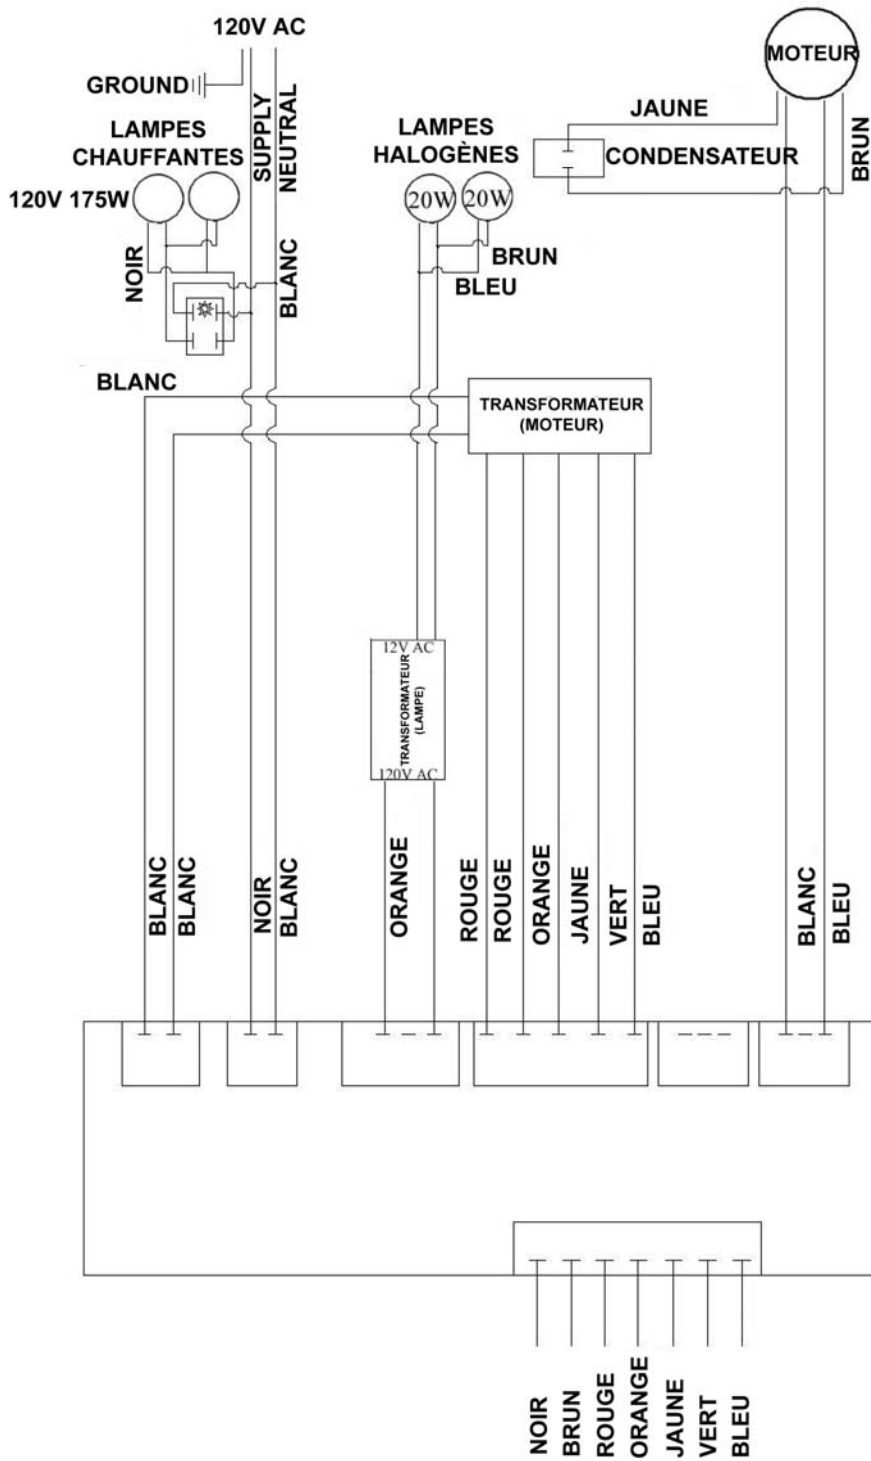 120V AC
GROUND
SUPPLY
NEUTRAL
LAMPES
CHAUFFANTES
120V 175W
NOIR
BLANC
LAMPES
HALOGÈNES
20W
20W
BRUN
BLEU
MOTEUR
JAUNE
CONDENSATEUR
BRUN
BLANC
TRANSFORMATEUR
(MOTEUR)
12V AC
TRANSFORMATEUR
(LAMPE)
120V AC
BLANC
BLANC
NOIR
BLANC
ORANGE
ROUGE
ROUGE
ORANGE
JAUNE
VERT
BLEU
BLANC
BLEU
NOIR
BRUN
ROUGE
ORANGE
JAUNE
VERT
BLEU